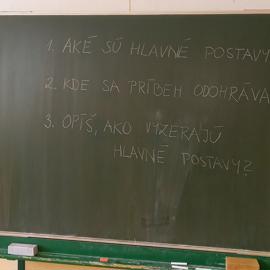 1. AKÉ SÚ HLAVNÉ POSTAVY
2. KDE SA PRÍBEH ODOHRÁVA
3. OPÍŠ, AKO VYZERAJÚ
HLAVNÉ POSTAVY?